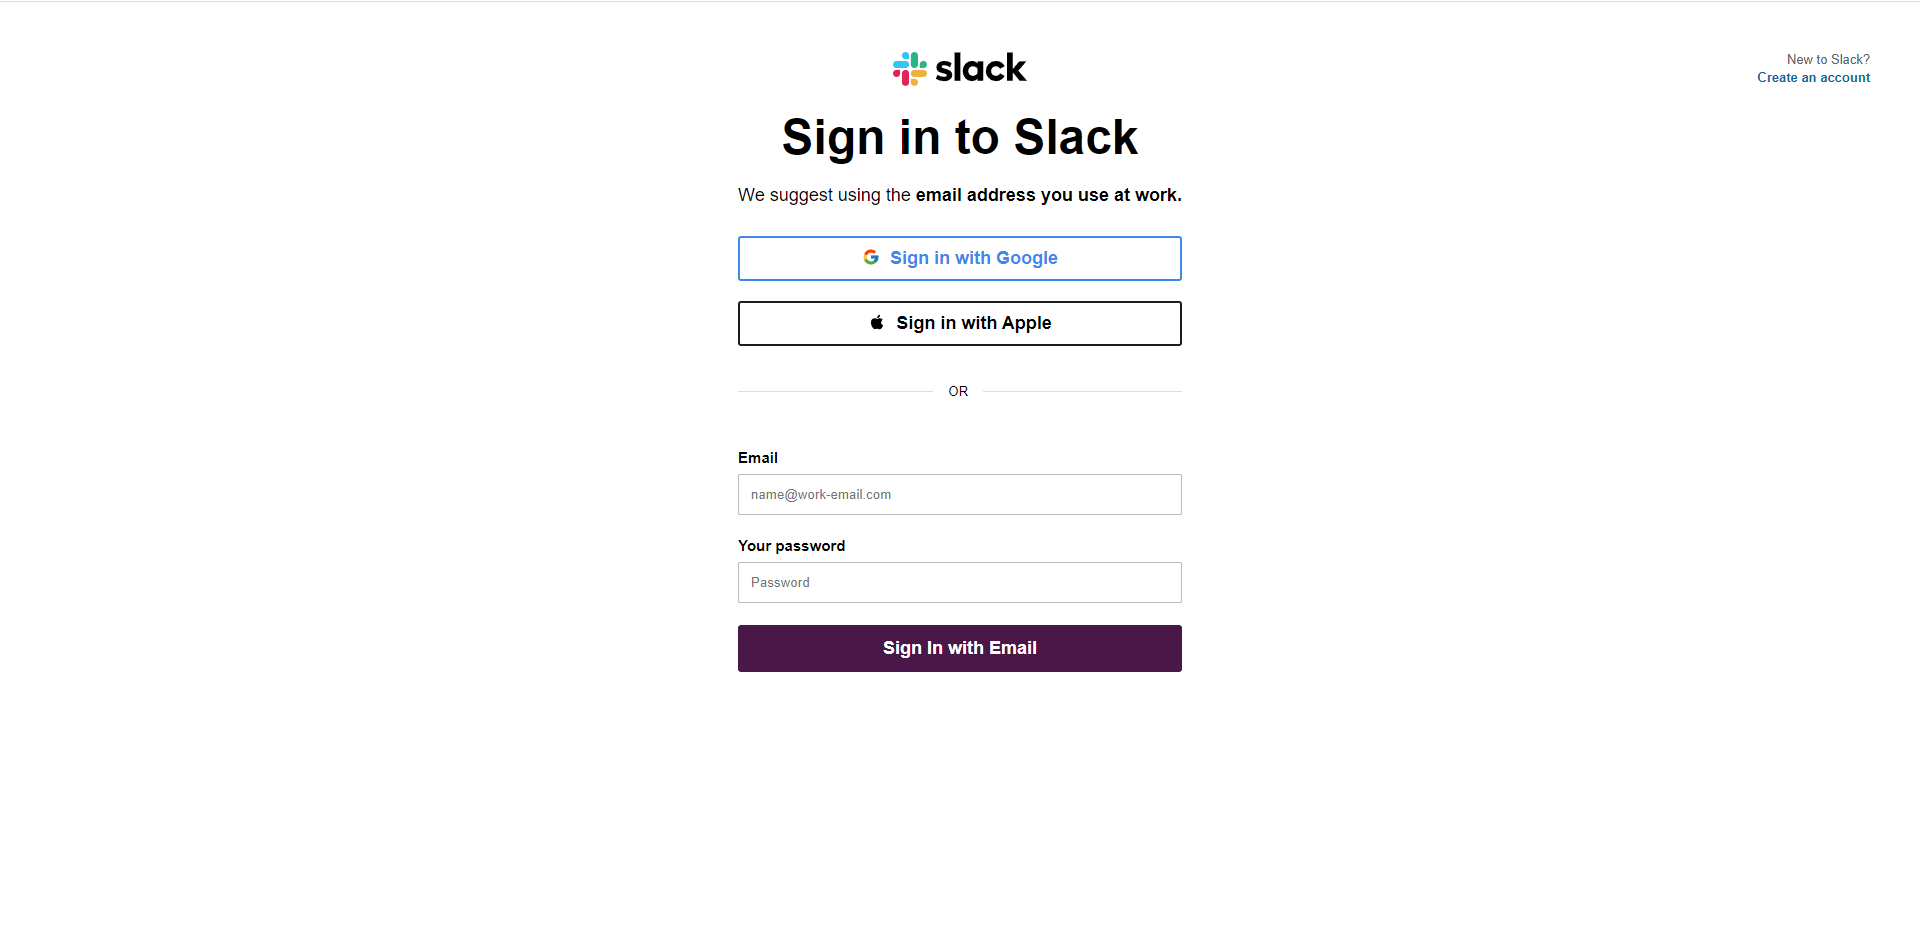 slack
New to Slack?
Create an account
Sign in to Slack
We suggest using the email address you use at work.
Sign in with Google
Sign in with Apple
OR
Email
name@work-email.com
Your password
Password
Sign In with Email